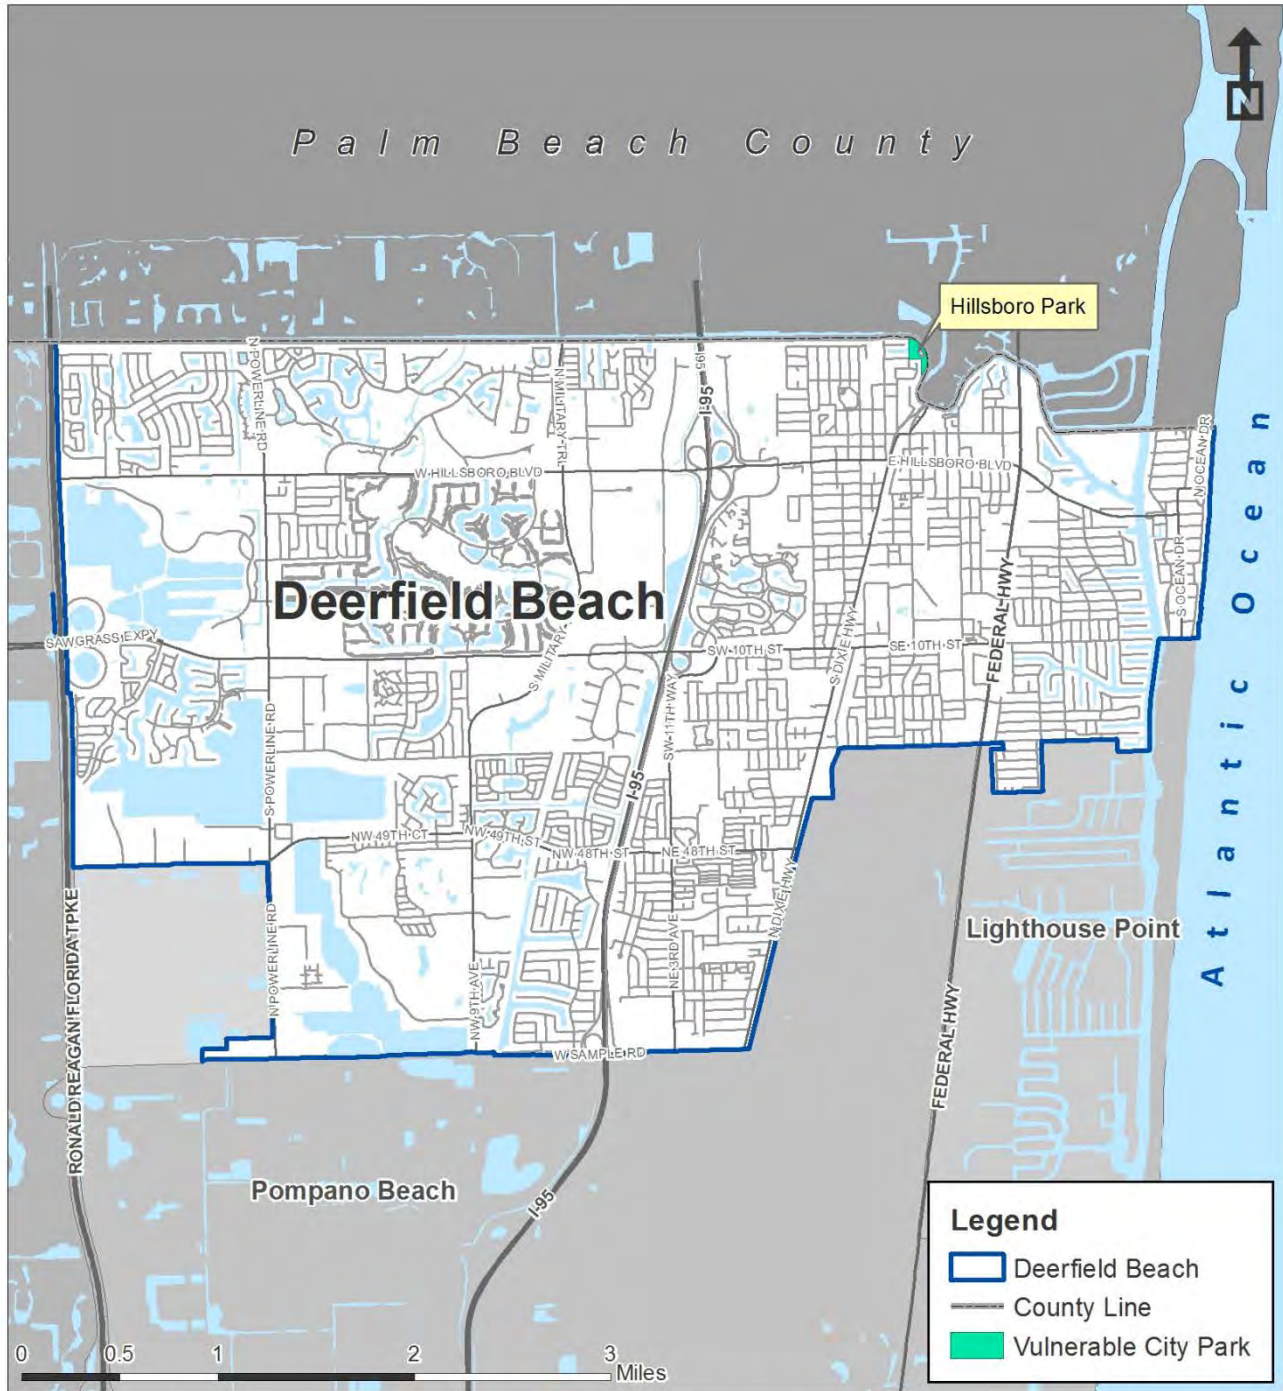 N
Palm Beach County
Hillsboro Park
N POWERLINE RD
N MILITARY TRL
I-95
I-95
W HILLSBORO BLVD
E HILLSBORO BLVD
N OCEAN DR
S OCEAN DR
Deerfield Beach
Atlantic Ocean
SAWGRASS EXPY
S MILITARY
SW 10TH ST
SE 10TH ST
S DIXIE HWY
FEDERAL HWY
S POWERLINE RD
SW 11TH WAY
I-95
NW 49TH CT
NW 49TH ST
NW 48TH ST
NE 48TH ST
N DIXIE HWY
N POWERLINE RD
NW 9TH AVE
NE 3RD AVE
Lighthouse Point
W SAMPLE RD
RONALD REAGAN FLORIDA TPKE
FEDERAL HWY
Pompano Beach
I-95
Legend
Deerfield Beach
County Line
Vulnerable City Park
0 0.5 1 2 3
Miles